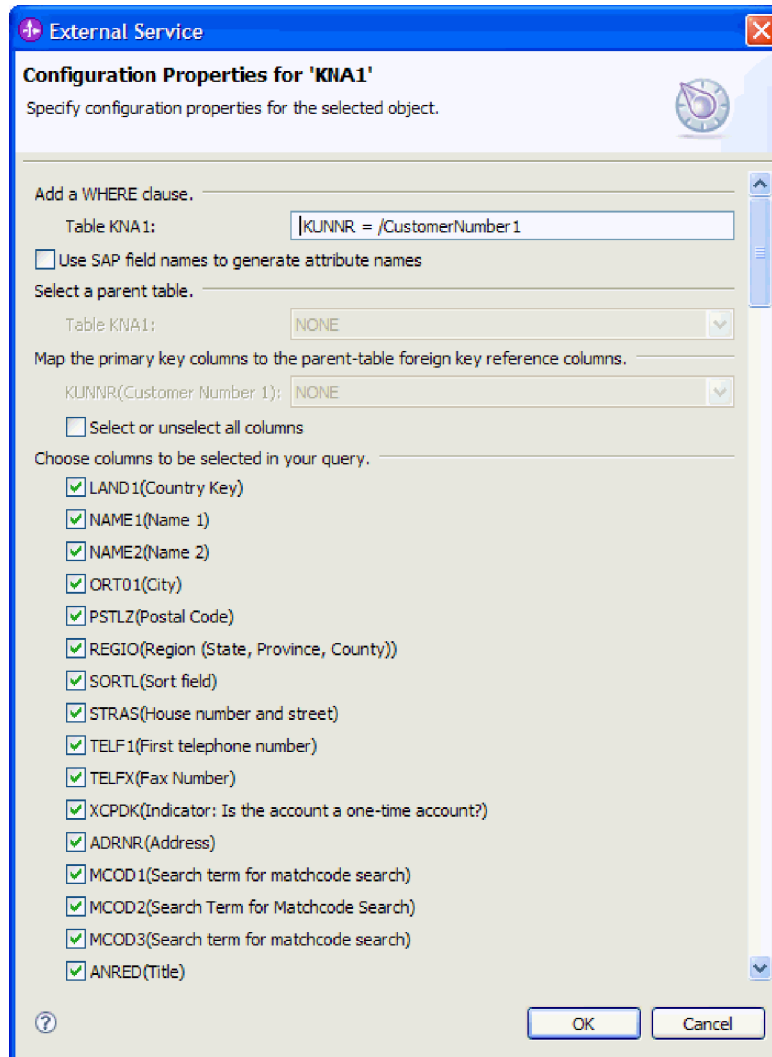 External Service
Configuration Properties for 'KNA1'
Specify configuration properties for the selected object.
Add a WHERE clause.
Table KNA1: KUNNR = /CustomerNumber1
Use SAP field names to generate attribute names
Select a parent table.
Table KNA1: NONE
Map the primary key columns to the parent-table foreign key reference columns.
KUNNR(Customer Number 1): NONE
Select or unselect all columns
Choose columns to be selected in your query.
LAND1(Country Key)
NAME1(Name 1)
NAME2(Name 2)
ORT01(City)
PSTLZ(Postal Code)
REGIO(Region (State, Province, County))
SORTL(Sort field)
STRAS(House number and street)
TELF1(First telephone number)
TELFX(Fax Number)
XCPDK(Indicator: Is the account a one-time account?)
ADRNR(Address)
MCOD1(Search term for matchcode search)
MCOD2(Search Term for Matchcode Search)
MCOD3(Search term for matchcode search)
ANRED(Title)
? OK Cancel